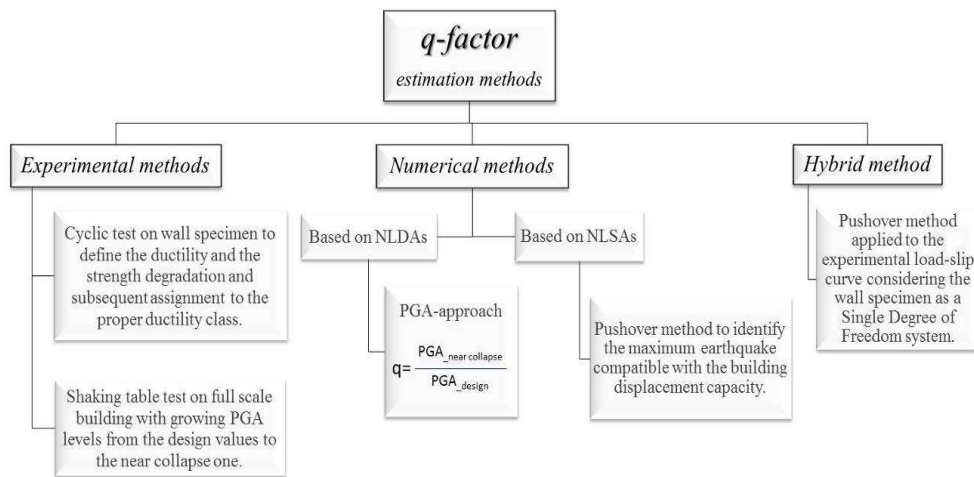 q-factor
estimation methods
Experimental methods
Cyclic test on wall specimen to
define the ductility and the
strength degradation and
subsequent assignment to the
proper ductility class.
Shaking table test on full scale
building with growing PGA
levels from the design values to
the near collapse one.
Numerical methods
Based on NLDAs
PGA-approach
q= PGA_near collapse
PGA_design
Based on NLSAs
Pushover method to identify
the maximum earthquake
compatible with the building
displacement capacity.
Hybrid method
Pushover method
applied to the
experimental load-slip
curve considering the
wall specimen as a
Single Degree of
Freedom system.